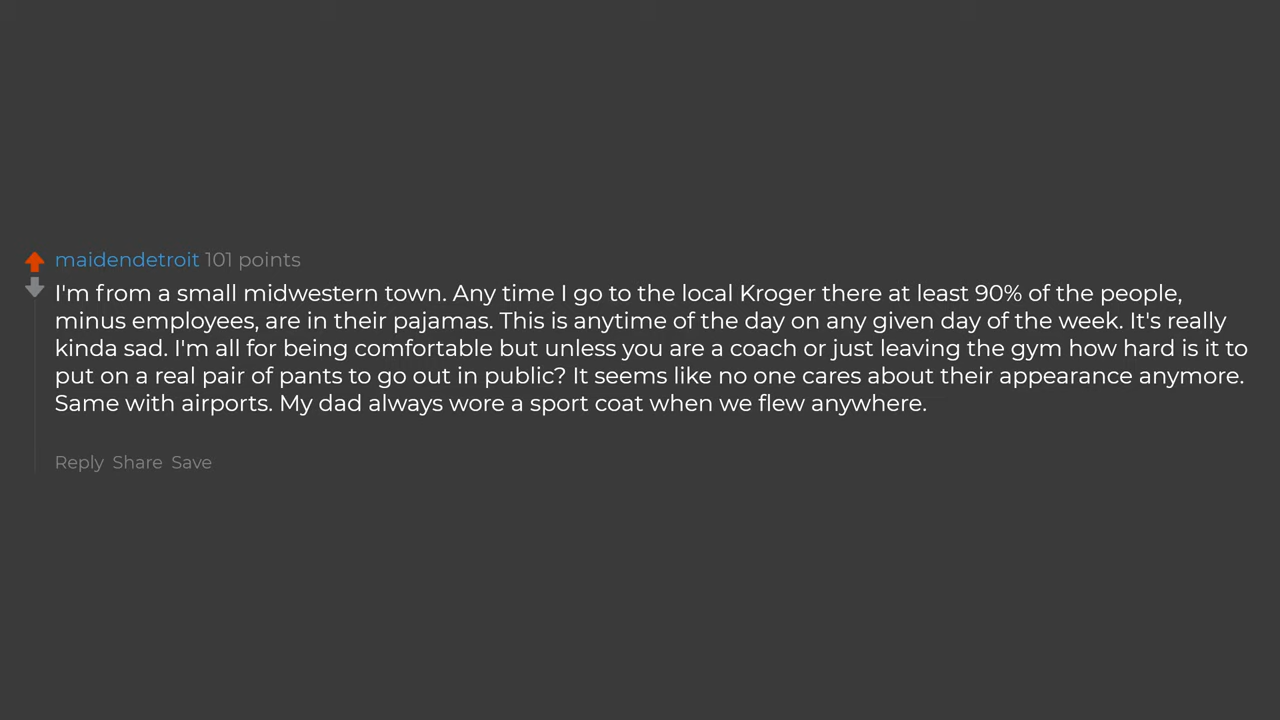 maidendetroit 101 points
I'm from a small midwestern town. Any time I go to the local Kroger there at least 90% of the people,
minus employees, are in their pajamas. This is anytime of the day on any given day of the week. It's really
kinda sad. I'm all for being comfortable but unless you are a coach or just leaving the gym how hard is it to
put on a real pair of pants to go out in public? It seems like no one cares about their appearance anymore.
Same with airports. My dad always wore a sport coat when we flew anywhere.
Reply Share Save